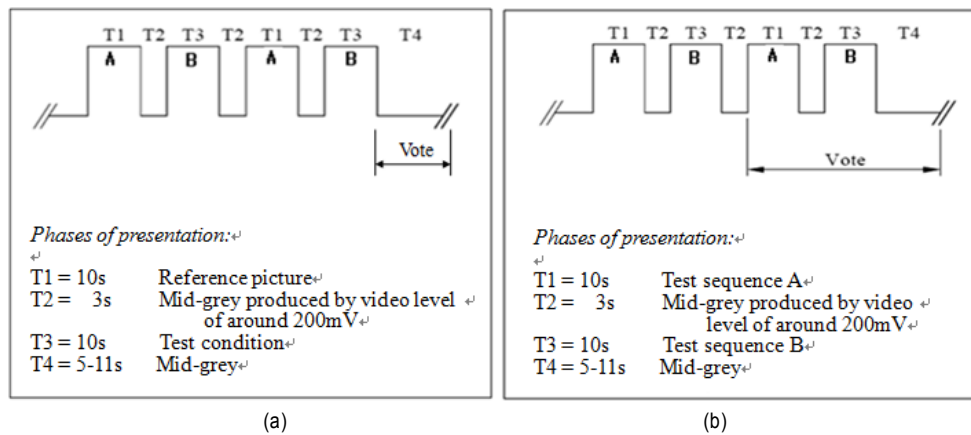 T1 T2 T3 T2 T1 T2 T3 T4
A B A B
Vote
Phases of presentation:↵
↵
T1 = 10s Reference picture↵
T2 = 3s Mid-grey produced by video level
of around 200mV↵
T3 = 10s Test condition↵
T4 = 5-11s Mid-grey↵
(a)
T1 T2 T3 T2 T1 T2 T3 T4
A B A B
Vote
Phases of presentation:↵
↵
T1 = 10s Test sequence A↵
T2 = 3s Mid-grey produced by video ↵
level of around 200mV↵
T3 = 10s Test sequence B↵
T4 = 5-11s Mid-grey↵
(b)